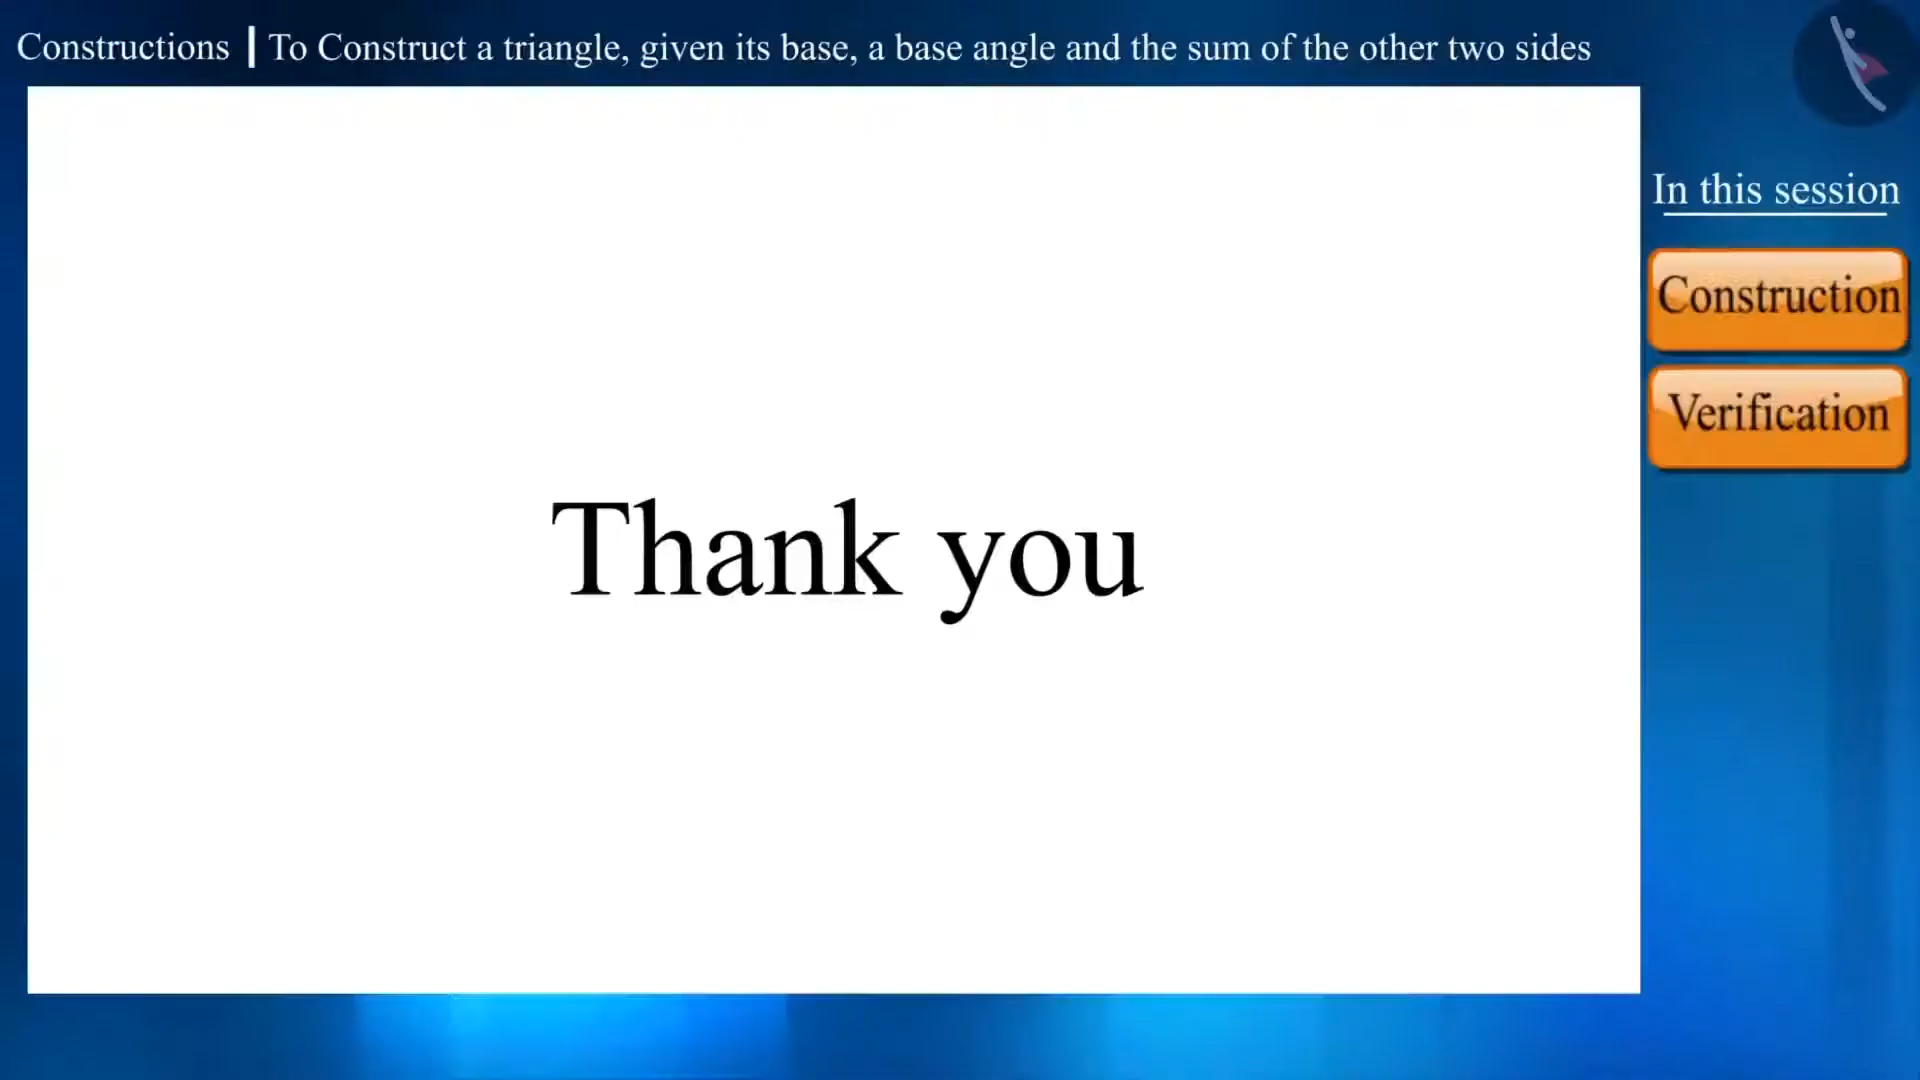 Constructions | To Construct a triangle, given its base, a base angle and the sum of the other two sides
In this session
Construction
Verification
Thank you